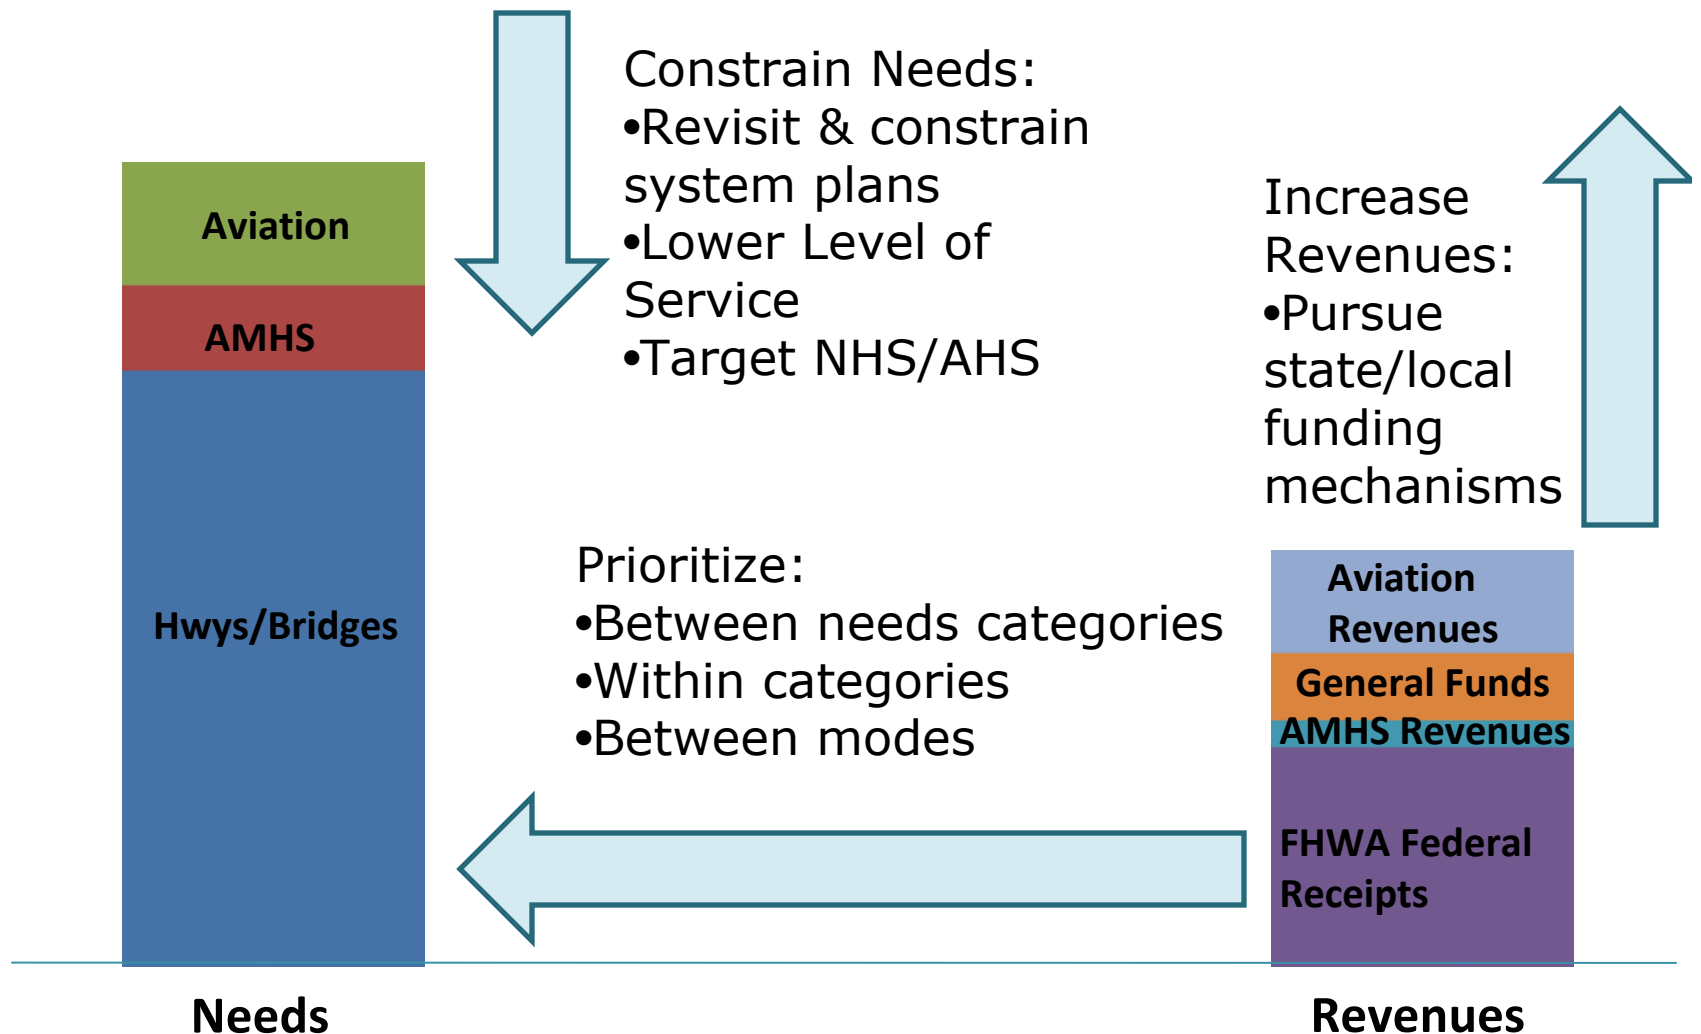 Constrain Needs:
•Revisit & constrain
system plans
•Lower Level of
Service
•Target NHS/AHS
Increase
Revenues:
•Pursue
state/local
funding
mechanisms
Prioritize:
•Between needs categories
•Within categories
•Between modes
Aviation
AMHS
Hwys/Bridges
Aviation
Revenues
General Funds
AMHS Revenues
FHWA Federal
Receipts
Needs
Revenues